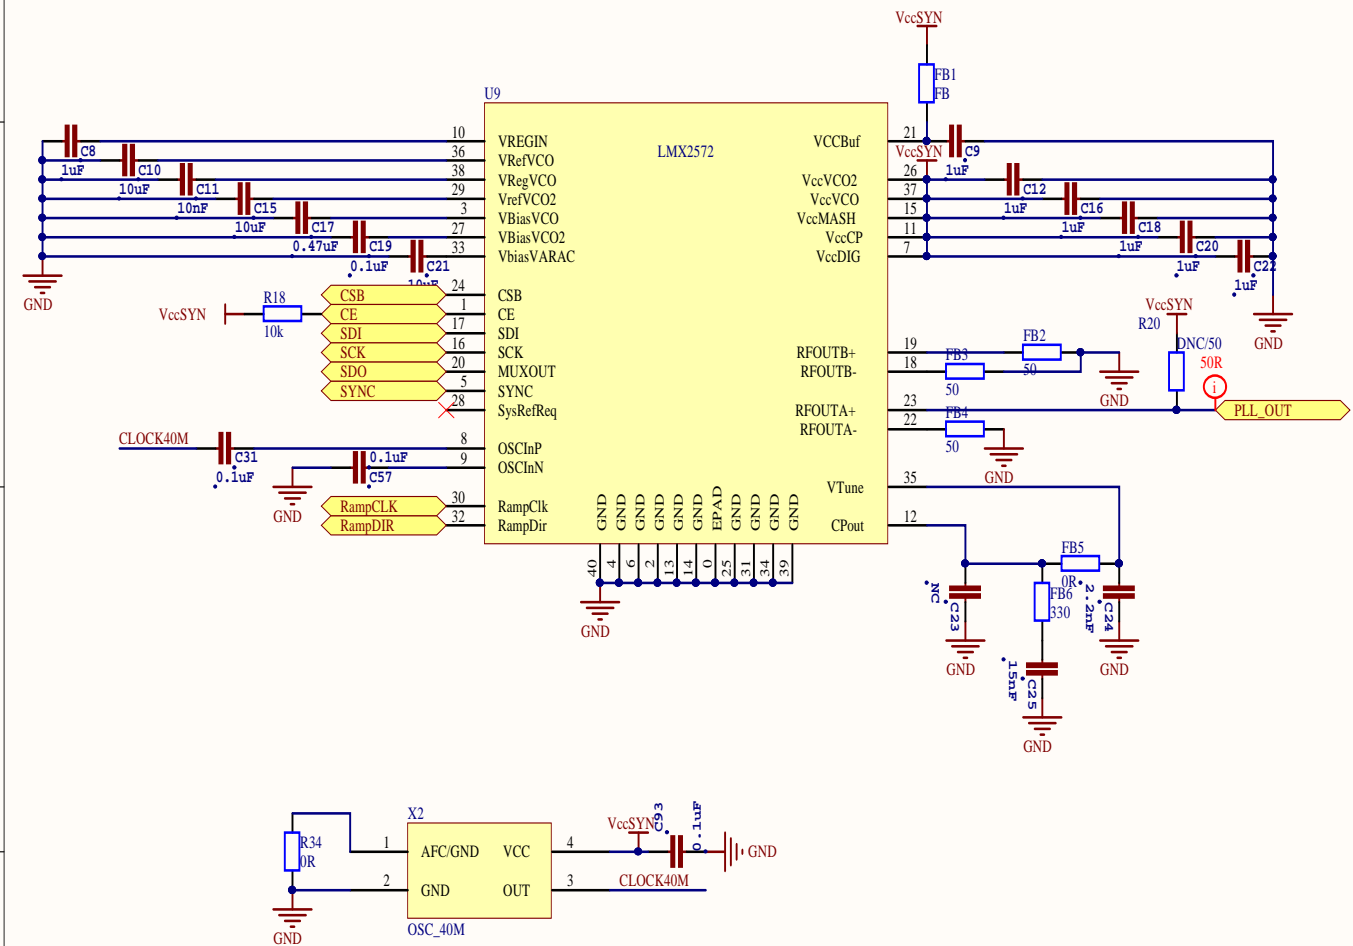 VccSYN
FB1
FB
U9
LMX2572
C8
1uF
10
VREGIN
C10
10uF
36
VRefVCO
C11
10nF
38
VRegVCO
C15
10uF
29
VrefVCO2
C17
0.47uF
3
VBiasVCO
C19
0.1uF
27
VBiasVCO2
C21
10uF
33
VbiasVARAC
GND
VCCBuf
21
C9
1uF
VccSYN
VccVCO2
26
C12
1uF
VccVCO
37
C16
1uF
VccMASH
15
C18
1uF
VccCP
11
C20
1uF
VccDIG
7
C22
1uF
GND
VccSYN
R18
10k
CSB
24
CSB
CE
1
CE
SDI
17
SDI
SCK
16
SCK
SDO
20
MUXOUT
SYNC
5
SYNC
28
SysRefReq
CLOCK40M
C31
0.1uF
8
OSCInP
0.1uF
C57
9
OSCInN
GND
RampCLK
30
RampClk
RampDIR
32
RampDir
RFOUTB+
19
FB2
50
RFOUTB-
18
FB3
50
GND
VccSYN
R20
DNC/50
50R
i
RFOUTA+
23
PLL_OUT
RFOUTA-
22
FB4
50
GND
VTune
35
CPout
12
GND
GND
GND
GND
GND
GND
EPAD
GND
GND
GND
GND
40
4
6
2
13
14
0
25
31
34
39
GND
FB5
0R
FB6
330
NC
C23
GND
2.2nF
C24
GND
15nF
C25
GND
X2
R34
0R
1
AFC/GND
VCC
4
VccSYN
C93
0.1uF
GND
2
GND
OUT
3
CLOCK40M
GND
OSC_40M